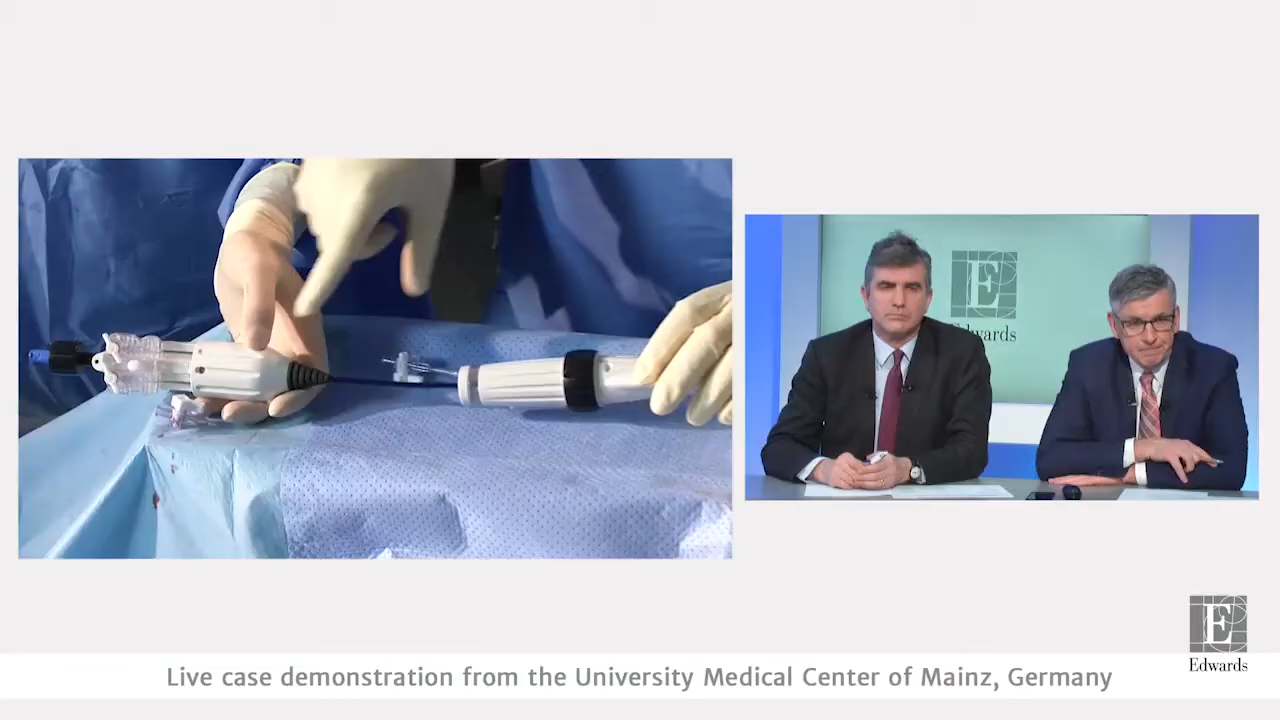 E
Edwards
E
Edwards
Live case demonstration from the University Medical Center of Mainz, Germany